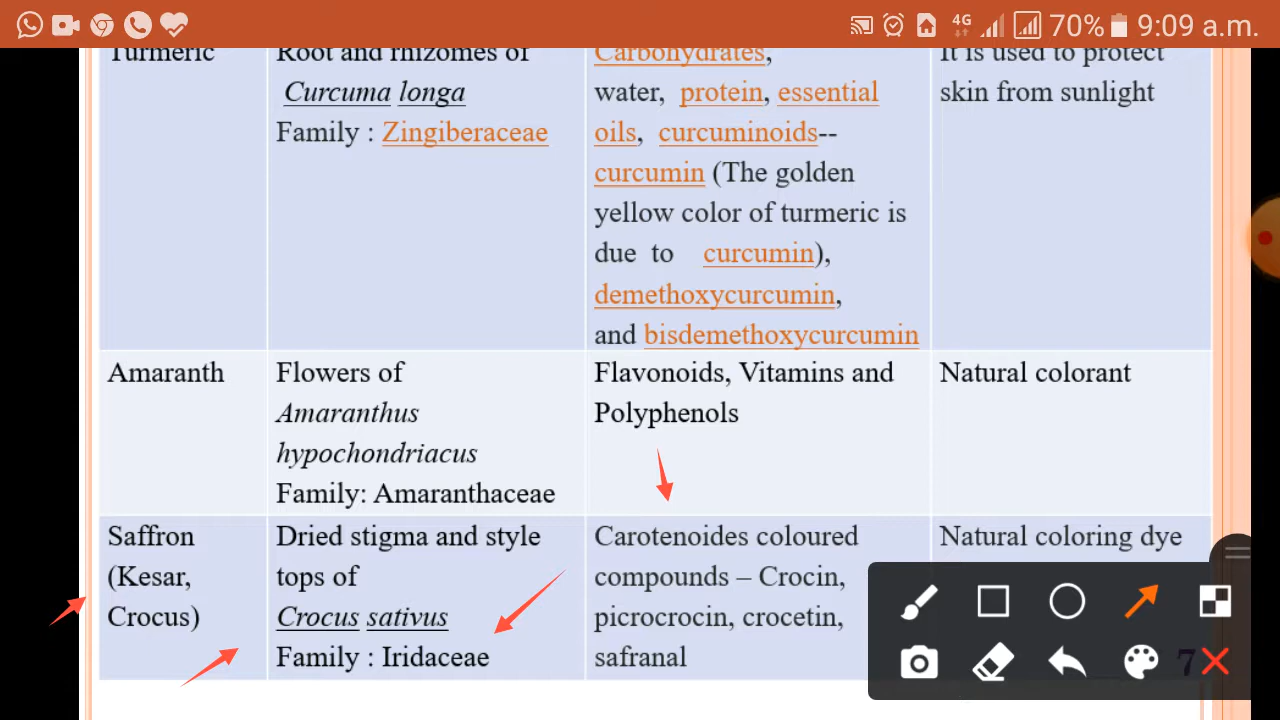 4G 70% 9:09 a.m.
Turmeric
Root and rhizomes of
Curcuma longa
Family : Zingiberaceae
Carbohydrates,
water, protein, essential
oils, curcuminoids--
curcumin (The golden
yellow color of turmeric is
due to curcumin),
demethoxycurcumin,
and bisdemethoxycurcumin
It is used to protect
skin from sunlight
Amaranth
Flowers of
Amaranthus
hypochondriacus
Family: Amaranthaceae
Flavonoids, Vitamins and
Polyphenols
Natural colorant
Saffron
(Kesar,
Crocus)
Dried stigma and style
tops of
Crocus sativus
Family : Iridaceae
Carotenoides coloured
compounds – Crocin,
picrocrocin, crocetin,
safranal
Natural coloring dye
7